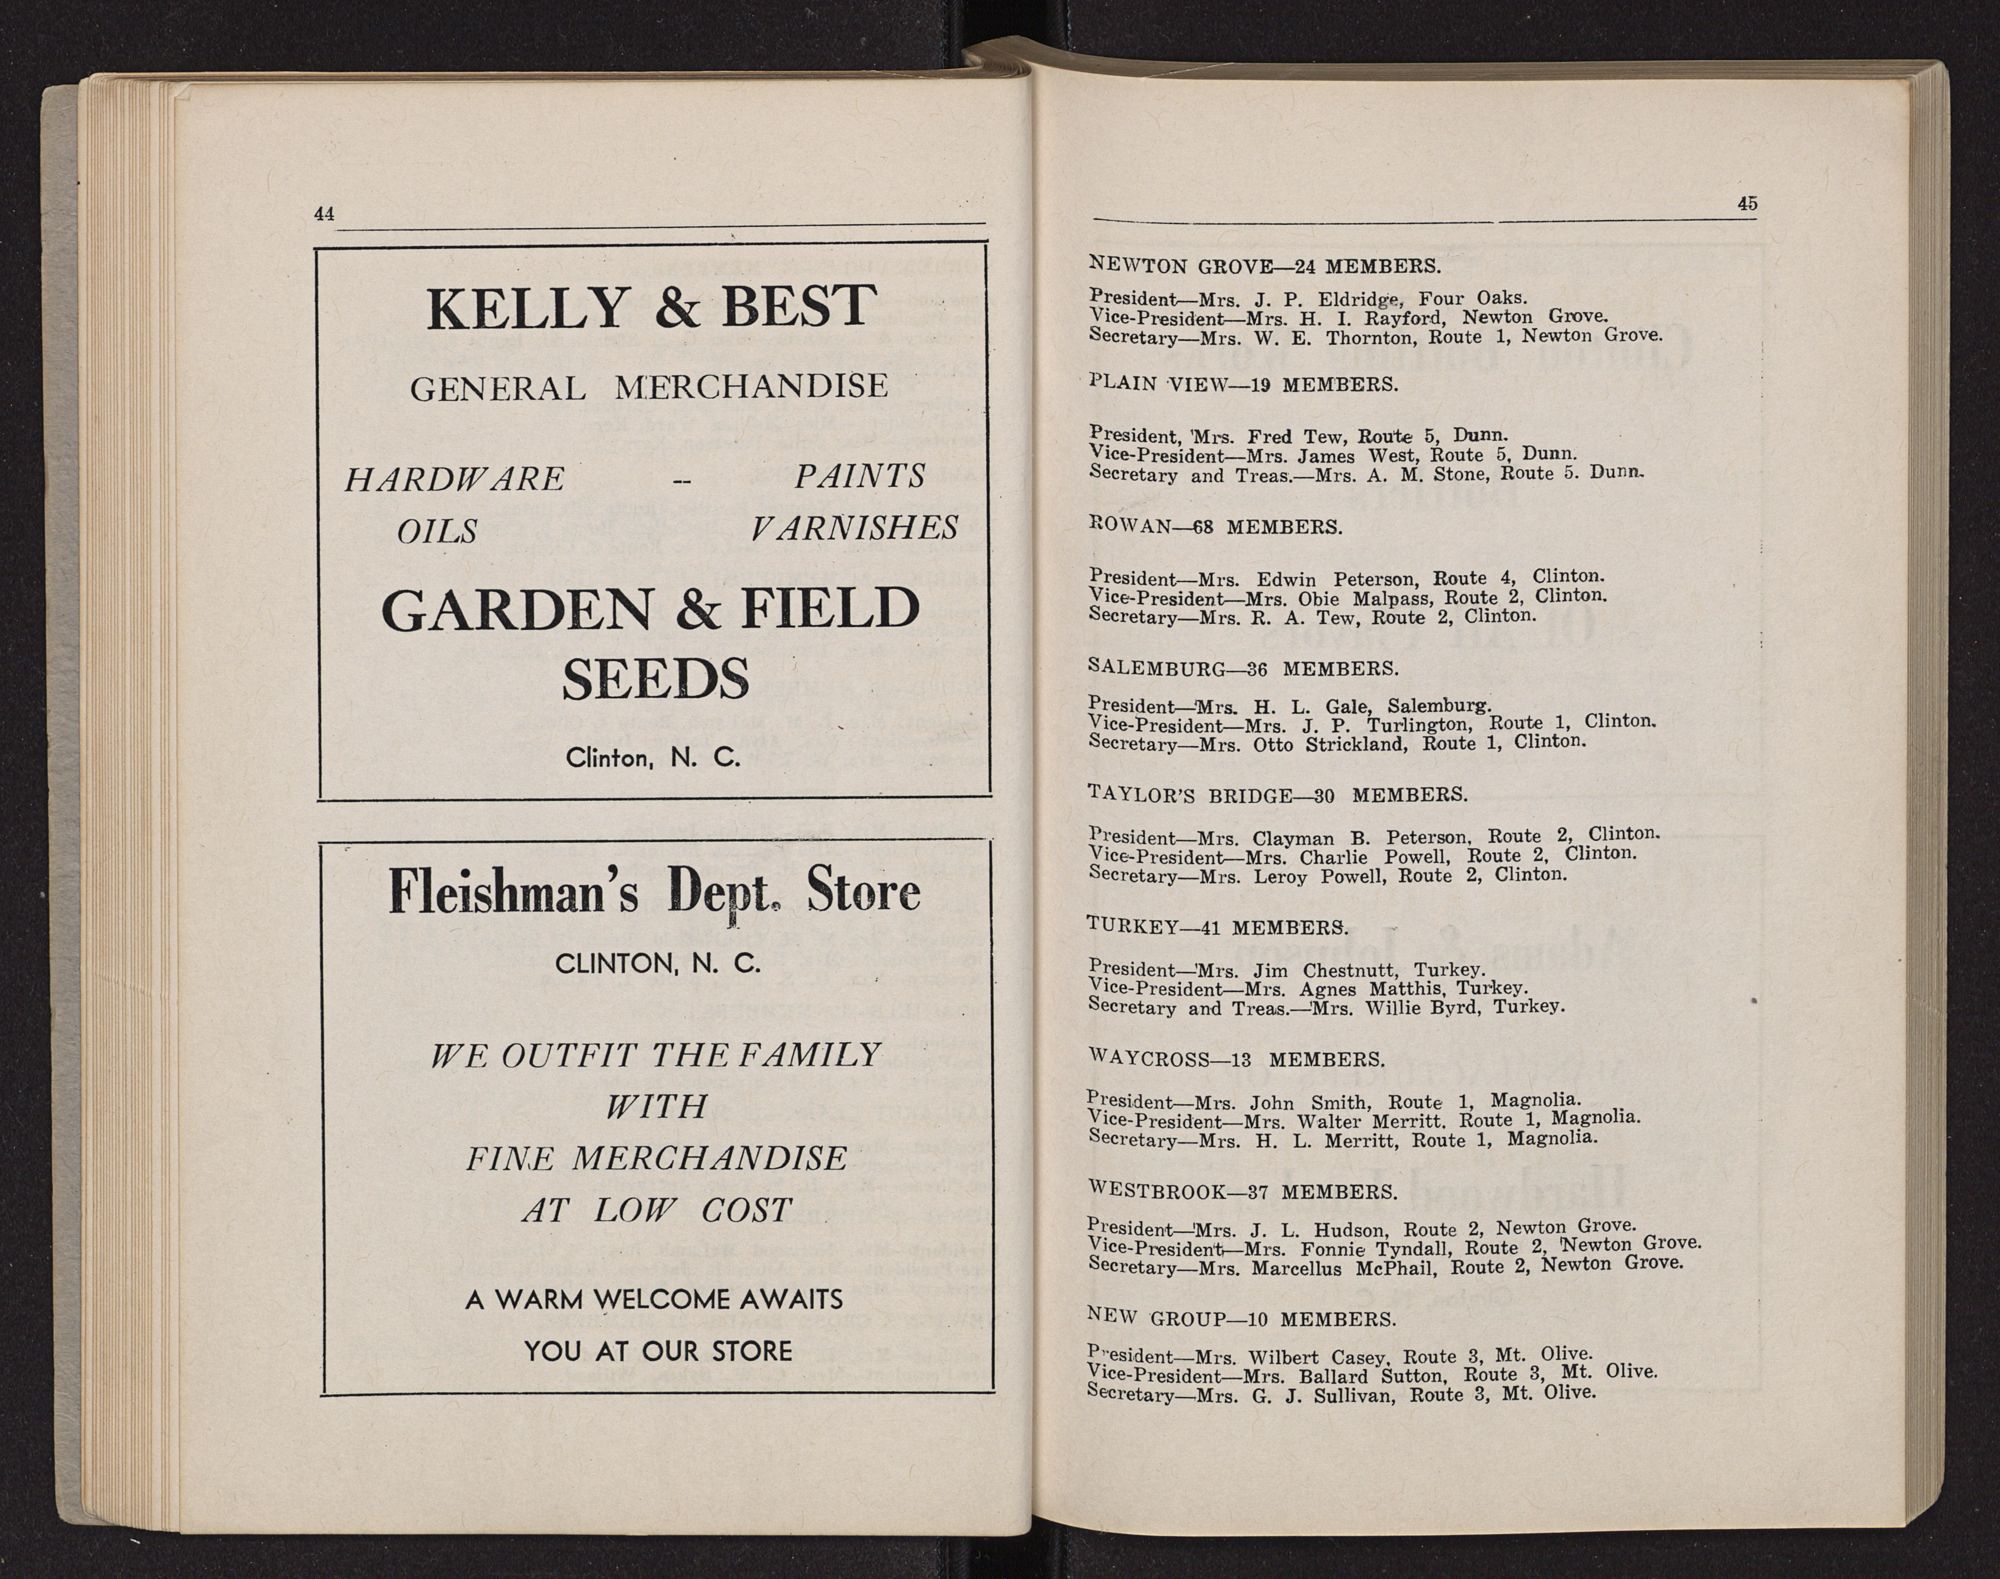 44
KELLY & BEST
GENERAL MERCHANDISE
HARDWARE -- PAINTS
OILS VARNISHES
GARDEN & FIELD
SEEDS
Clinton, N. C.
Fleishman's Dept. Store
CLINTON, N. C.
WE OUTFIT THE FAMILY
WITH
FINE MERCHANDISE
AT LOW COST
A WARM WELCOME AWAITS
YOU AT OUR STORE
45
NEWTON GROVE—24 MEMBERS.
President—Mrs. J. P. Eldridge, Four Oaks.
Vice-President—Mrs. H. I. Rayford, Newton Grove.
Secretary—Mrs. W. E. Thornton, Route 1, Newton Grove.
PLAIN VIEW—19 MEMBERS.
President, Mrs. Fred Tew, Route 5, Dunn.
Vice-President—Mrs. James West, Route 5, Dunn.
Secretary and Treas.—Mrs. A. M. Stone, Route 5. Dunn.
ROWAN—68 MEMBERS.
President—Mrs. Edwin Peterson, Route 4, Clinton.
Vice-President—Mrs. Obie Malpass, Route 2, Clinton.
Secretary—Mrs. R. A. Tew, Route 2, Clinton.
SALEMBURG—36 MEMBERS.
President—Mrs. H. L. Gale, Salemburg.
Vice-President—Mrs. J. P. Turlington, Route 1, Clinton.
Secretary—Mrs. Otto Strickland, Route 1, Clinton.
TAYLOR'S BRIDGE—30 MEMBERS.
President—Mrs. Clayman B. Peterson, Route 2, Clinton.
Vice-President—Mrs. Charlie Powell, Route 2, Clinton.
Secretary—Mrs. Leroy Powell, Route 2, Clinton.
TURKEY—41 MEMBERS.
President—Mrs. Jim Chestnutt, Turkey.
Vice-President—Mrs. Agnes Matthis, Turkey.
Secretary and Treas.—Mrs. Willie Byrd, Turkey.
WAYCROSS—13 MEMBERS.
President—Mrs. John Smith, Route 1, Magnolia.
Vice-President—Mrs. Walter Merritt. Route 1, Magnolia.
Secretary—Mrs. H. L. Merritt, Route 1, Magnolia.
WESTBROOK—37 MEMBERS.
President—Mrs. J. L. Hudson, Route 2, Newton Grove.
Vice-President—Mrs. Fonnie Tyndall, Route 2, Newton Grove.
Secretary—Mrs. Marcellus McPhail, Route 2, Newton Grove.
NEW GROUP—10 MEMBERS.
President—Mrs. Wilbert Casey, Route 3, Mt. Olive.
Vice-President—Mrs. Ballard Sutton, Route 3, Mt. Olive.
Secretary—Mrs. G. J. Sullivan, Route 3, Mt. Olive.